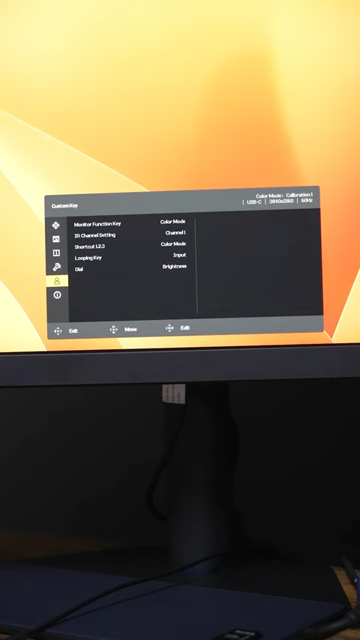 Custom Key
Color Mode : Calibration 1
| USB-C | 3840x2160 | 60Hz
Monitor Function Key Color Mode
IR Channel Setting Channel 1
Shortcut 1.2.3 Color Mode
Looping Key Input
Dial Brightness
Exit Move Exit